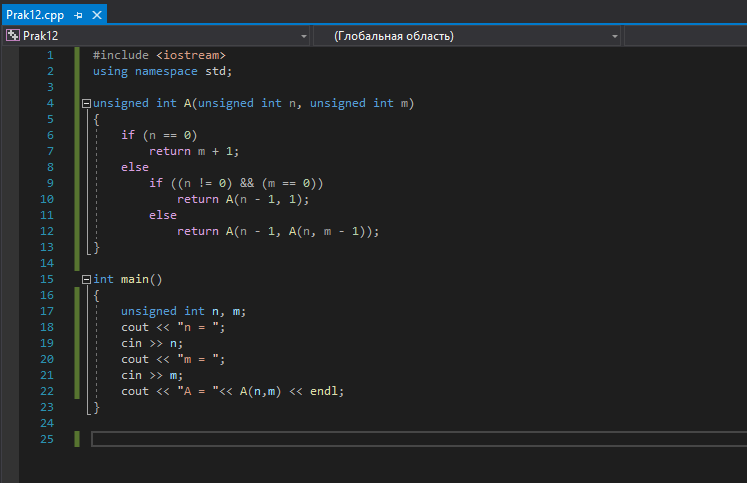 Prak12.cpp
Prak12 (Глобальная область)
1 #include <iostream>
2 using namespace std;
3
4 unsigned int A(unsigned int n, unsigned int m)
5 {
6 if (n == 0)
7 return m + 1;
8 else
9 if ((n != 0) && (m == 0))
10 return A(n - 1, 1);
11 else
12 return A(n - 1, A(n, m - 1));
13 }
14
15 int main()
16 {
17 unsigned int n, m;
18 cout << "n = ";
19 cin >> n;
20 cout << "m = ";
21 cin >> m;
22 cout << "A = "<< A(n,m) << endl;
23 }
24
25